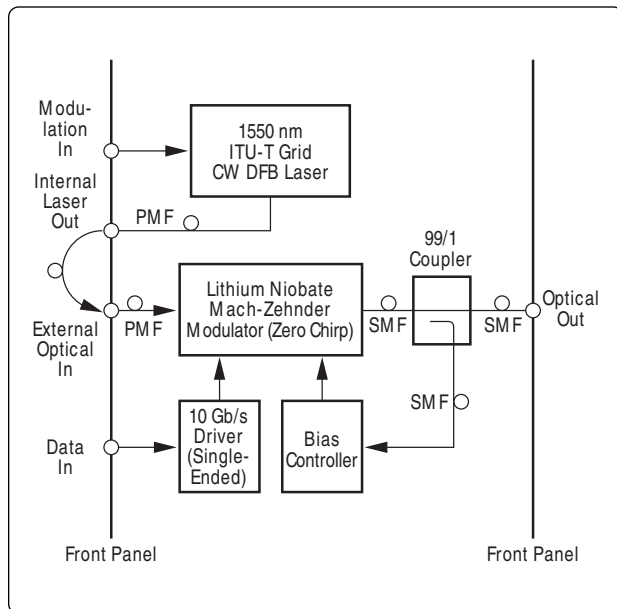 Modu-
lation
In
1550 nm
ITU-T Grid
CW DFB Laser
Internal
Laser
Out
PMF
99/1
Coupler
Lithium Niobate
Mach-Zehnder
Modulator (Zero Chirp)
PMF
SMF
SMF
Optical
Out
External
Optical
In
SMF
Data
In
10 Gb/s
Driver
(Single-
Ended)
Bias
Controller
Front Panel
Front Panel